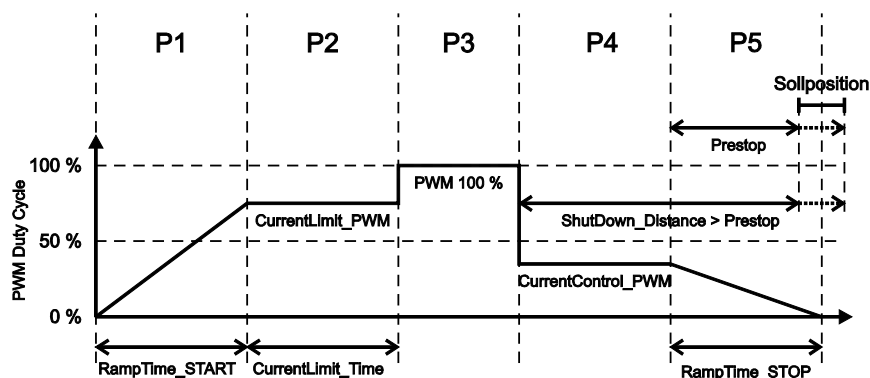 P1 P2 P3 P4 P5
Sollposition
Prestop
100 %
PWM 100 %
CurrentLimit_PWM
ShutDown_Distance > Prestop
50 %
CurrentControl_PWM
0 %
PWM Duty Cycle
RampTime_START
CurrentLimit_Time
RampTime_STOP